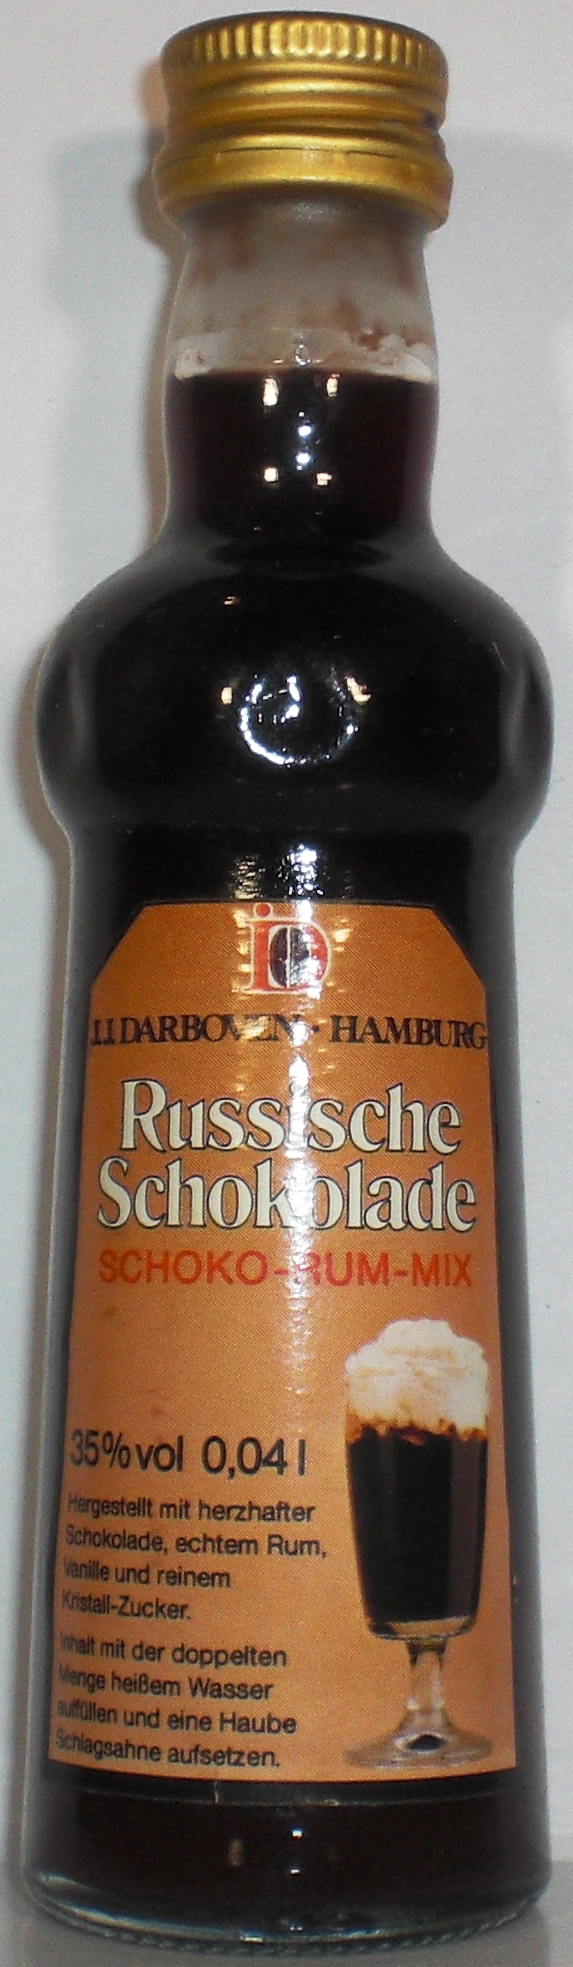 iD
J.J. DARBOVEN · HAMBURG
Russische
Schokolade
SCHOKO-RUM-MIX
35% vol 0,04 l
Hergestellt mit herzhafter
Schokolade, echtem Rum,
Vanille und reinem
Kristall-Zucker.
Inhalt mit der doppelten
Menge heißem Wasser
auffüllen und eine Haube
Schlagsahne aufsetzen.